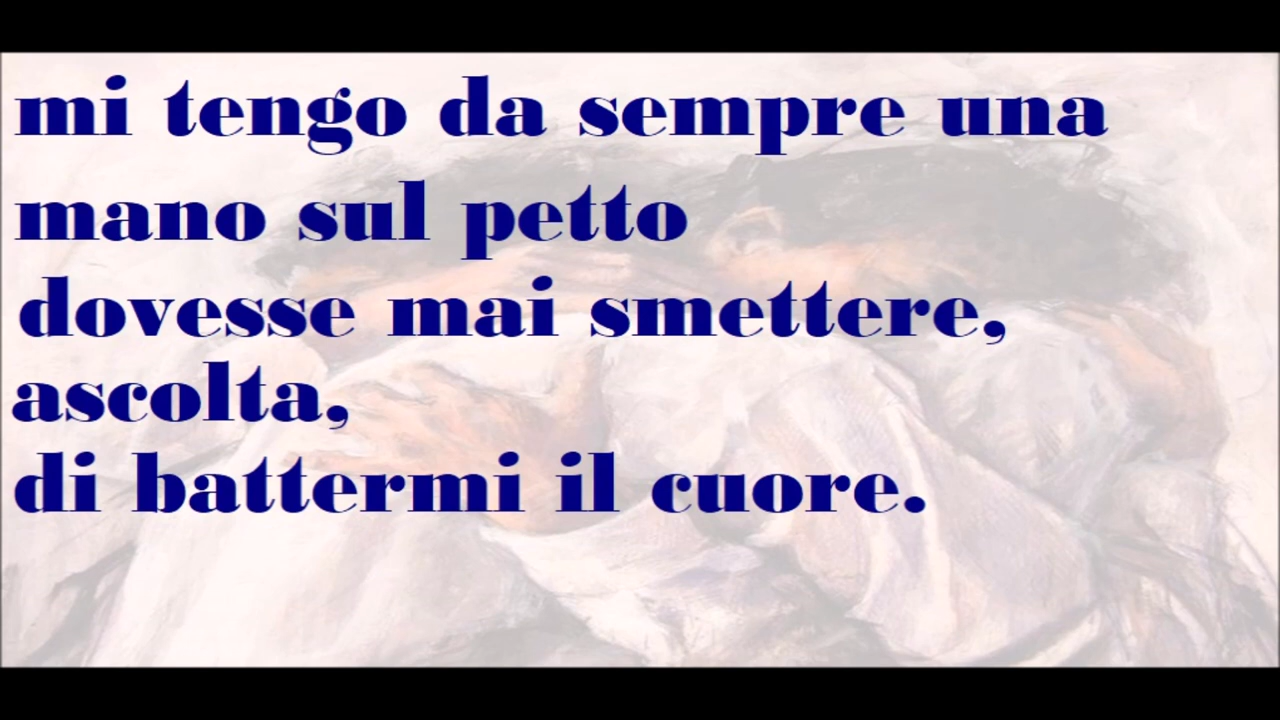 mi tengo da sempre una
mano sul petto
dovesse mai smettere,
ascolta,
di battermi il cuore.